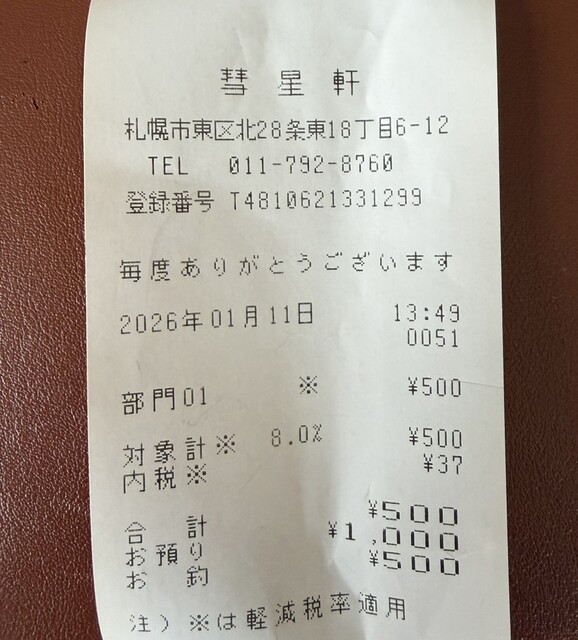 彗星軒
札幌市東区北28条東18丁目6-12
TEL 011-792-8760
登録番号 T4810621331299
毎度ありがとうございます
2026年01月11日 13:49
0051
部門01 ※ ¥500
対象計※ 8.0% ¥500
内税※ ¥37
合計 ¥500
お預り ¥1,000
お釣 ¥500
注)※は軽減税率適用